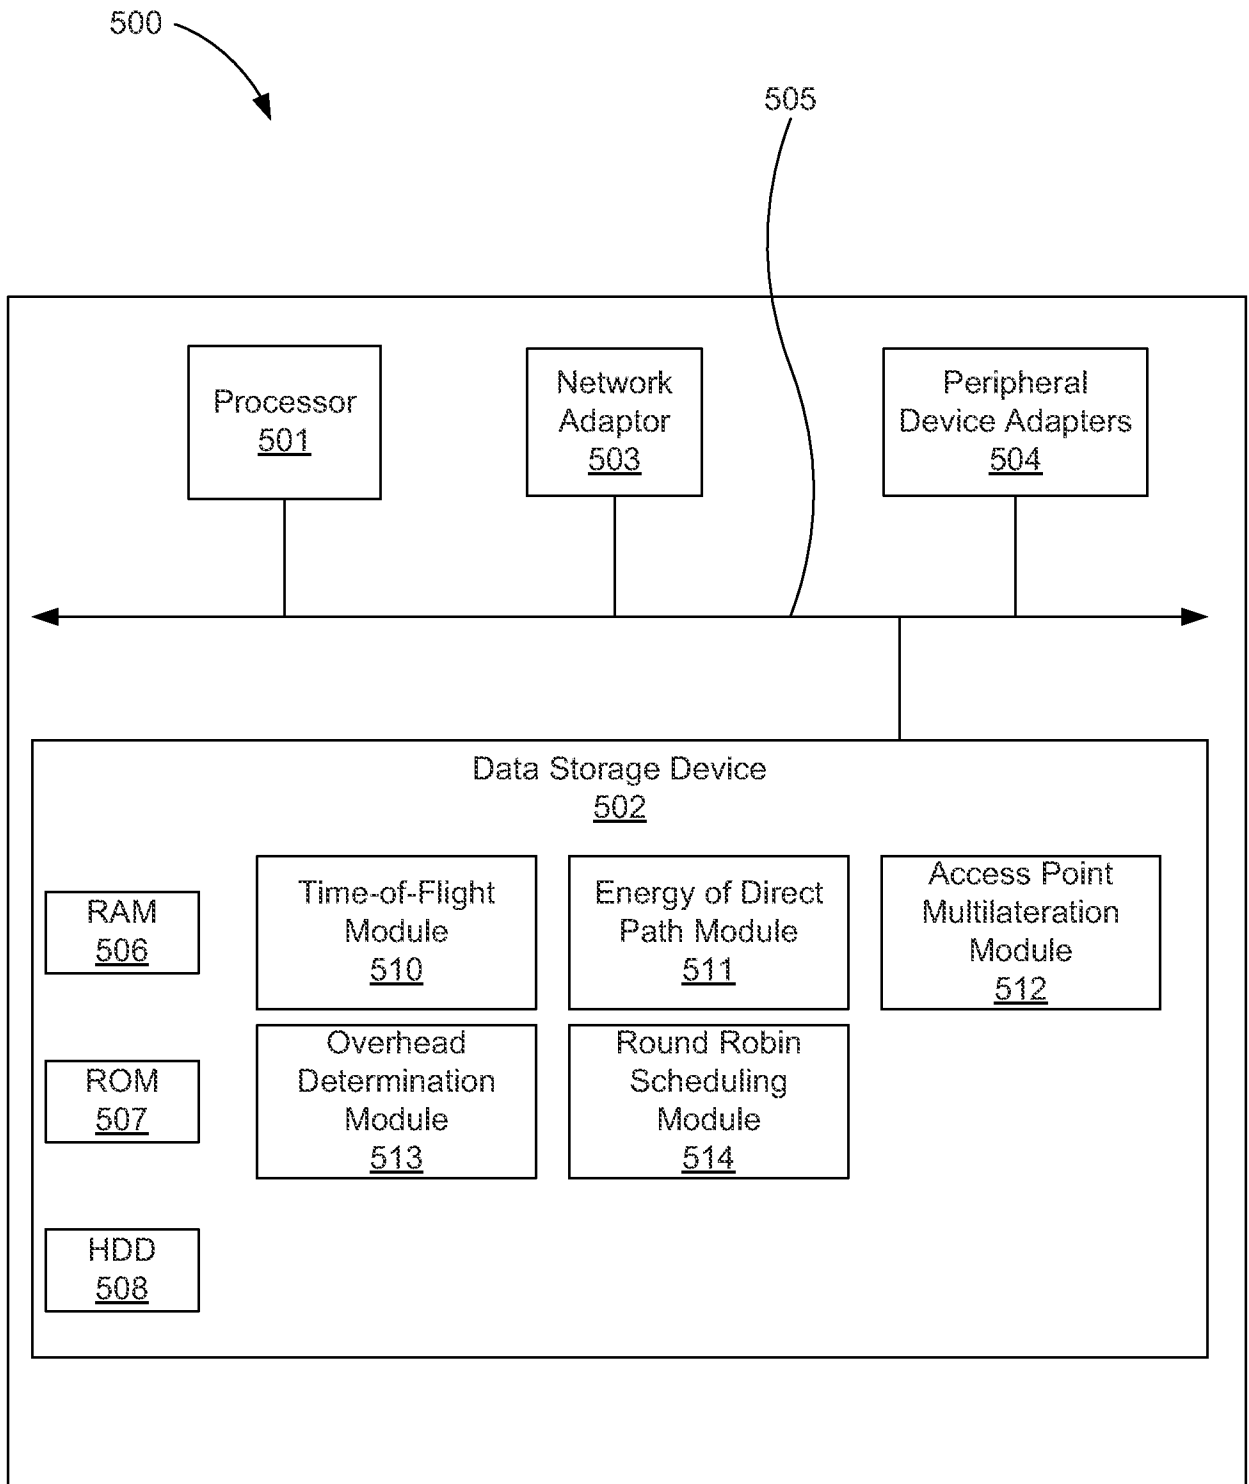 500
505
Processor
501
Network
Adaptor
503
Peripheral
Device Adapters
504
Data Storage Device
502
RAM
506
Time-of-Flight
Module
510
Energy of Direct
Path Module
511
Access Point
Multilateration
Module
512
ROM
507
Overhead
Determination
Module
513
Round Robin
Scheduling
Module
514
HDD
508